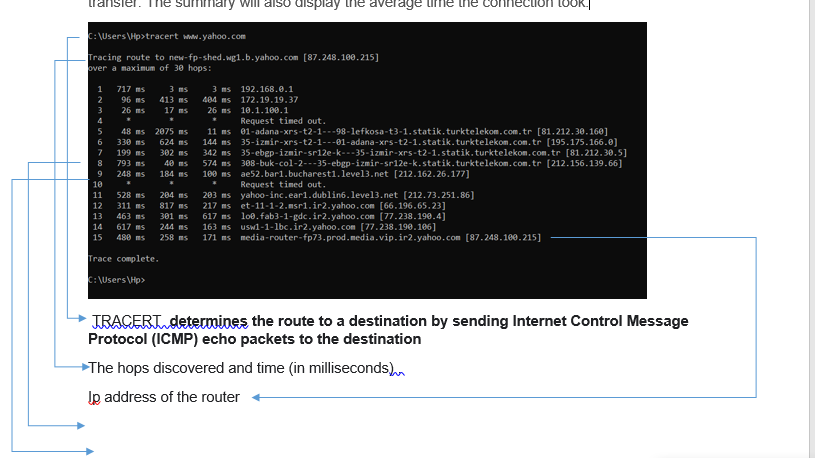 transfer. The summary will also display the average time the connection took.
C:\Users\Hp>tracert www.yahoo.com
Tracing route to new-fp-shed.wg1.b.yahoo.com [87.248.100.215]
over a maximum of 30 hops:
1 717 ms 3 ms 3 ms 192.168.0.1
2 96 ms 413 ms 404 ms 172.19.19.37
3 26 ms 17 ms 26 ms 10.1.100.1
4 * * * Request timed out.
5 48 ms 2075 ms 11 ms 01-adana-xrs-t2-1---98-lefkosa-t3-1.statik.turktelekom.com.tr [81.212.30.160]
6 330 ms 624 ms 144 ms 35-izmir-xrs-t2-1---01-adana-xrs-t2-1.statik.turktelekom.com.tr [195.175.166.0]
7 199 ms 302 ms 342 ms 35-ebgp-izmir-sr12e-k---35-izmir-xrs-t2-1.statik.turktelekom.com.tr [81.212.30.5]
8 793 ms 40 ms 574 ms 308-buk-col-2---35-ebgp-izmir-sr12e-k.statik.turktelekom.com.tr [212.156.139.66]
9 248 ms 184 ms 100 ms ae52.bar1.bucharest1.level3.net [212.162.26.177]
10 * * * Request timed out.
11 528 ms 204 ms 203 ms yahoo-inc.ear1.dublin6.level3.net [212.73.251.86]
12 311 ms 817 ms 217 ms et-11-1-2.msr1.ir2.yahoo.com [66.196.65.23]
13 463 ms 301 ms 617 ms lo0.fab3-1-gdc.ir2.yahoo.com [77.238.190.4]
14 617 ms 244 ms 163 ms usw1-1-lbc.ir2.yahoo.com [77.238.190.106]
15 480 ms 258 ms 171 ms media-router-fp73.prod.media.vip.ir2.yahoo.com [87.248.100.215]
Trace complete.
C:\Users\Hp>
TRACERT determines the route to a destination by sending Internet Control Message
Protocol (ICMP) echo packets to the destination
The hops discovered and time (in milliseconds)
Ip address of the router